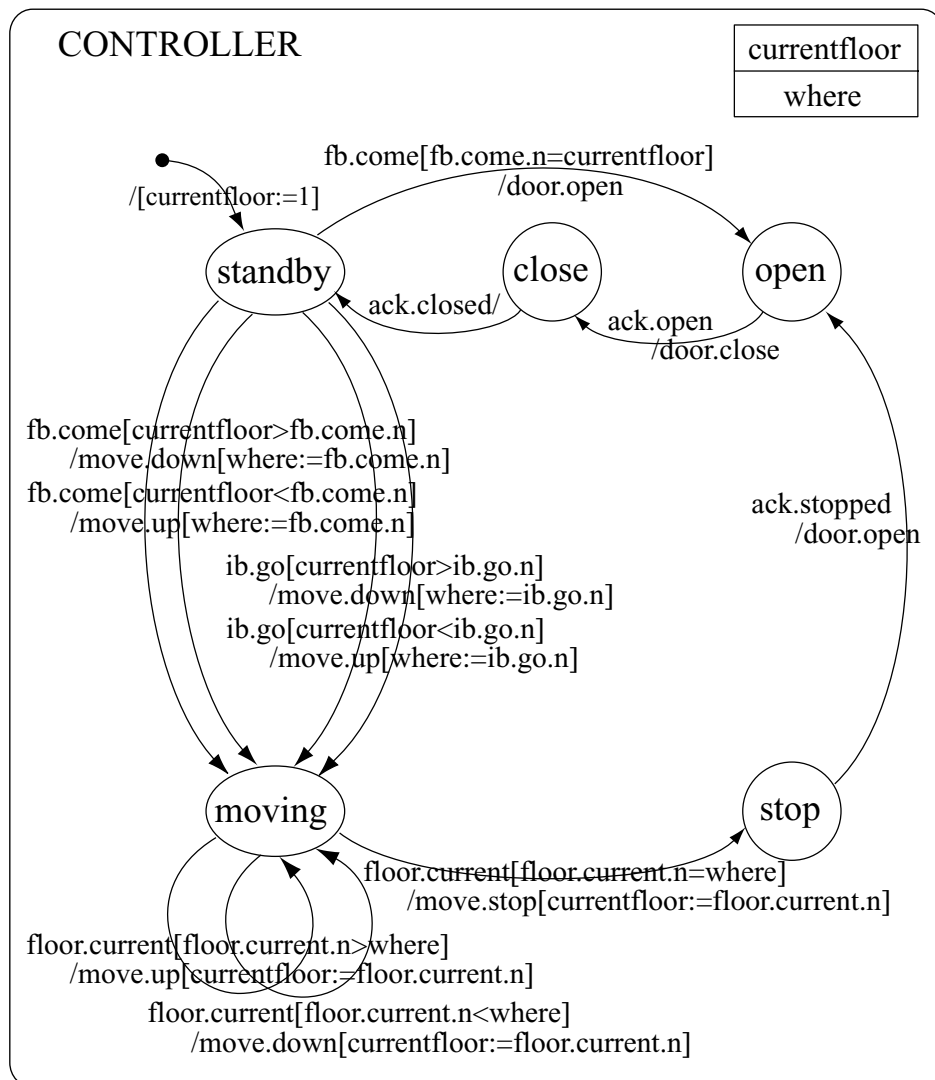 CONTROLLER
currentfloor
where
fb.come[fb.come.n=currentfloor]
/door.open
/[currentfloor:=1]
standby
close
open
ack.closed/
ack.open
/door.close
fb.come[currentfloor>fb.come.n]
/move.down[where:=fb.come.n]
fb.come[currentfloor<fb.come.n]
/move.up[where:=fb.come.n]
ack.stopped
/door.open
ib.go[currentfloor>ib.go.n]
/move.down[where:=ib.go.n]
ib.go[currentfloor<ib.go.n]
/move.up[where:=ib.go.n]
moving
stop
floor.current[floor.current.n=where]
/move.stop[currentfloor:=floor.current.n]
floor.current[floor.current.n>where]
/move.up[currentfloor:=floor.current.n]
floor.current[floor.current.n<where]
/move.down[currentfloor:=floor.current.n]